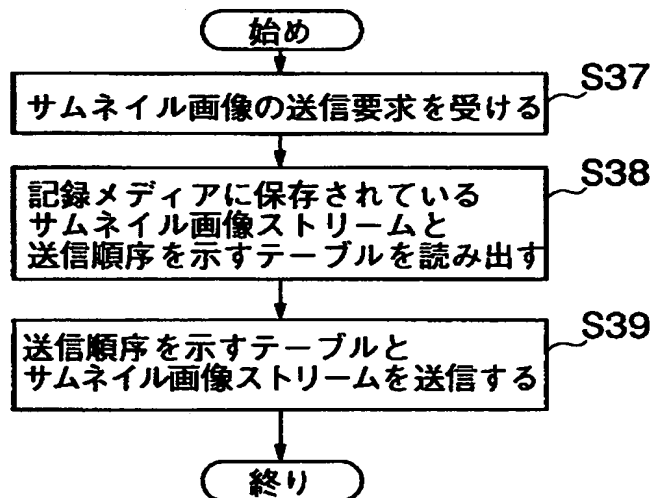 始め
S37
サムネイル画像の送信要求を受ける
S38
記録メディアに保存されている
サムネイル画像ストリームと
送信順序を示すテーブルを読み出す
S39
送信順序を示すテーブルと
サムネイル画像ストリームを送信する
終り